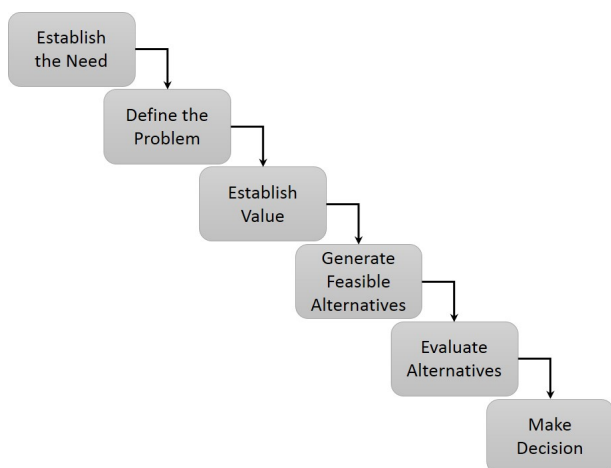 Establish
the Need
Define the
Problem
Establish
Value
Generate
Feasible
Alternatives
Evaluate
Alternatives
Make
Decision